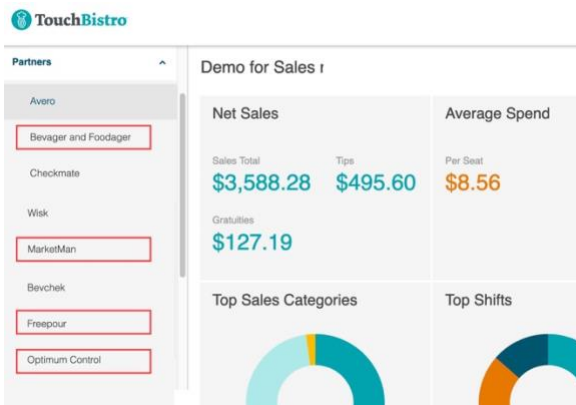 TouchBistro
Partners
Avero
Bevager and Foodager
Checkmate
Wisk
MarketMan
Bevchek
Freepour
Optimum Control
Demo for Sales r
Net Sales
Sales Total
Tips
$3,588.28
$495.60
Gratuities
$127.19
Average Spend
Per Seat
$8.56
Top Sales Categories
Top Shifts